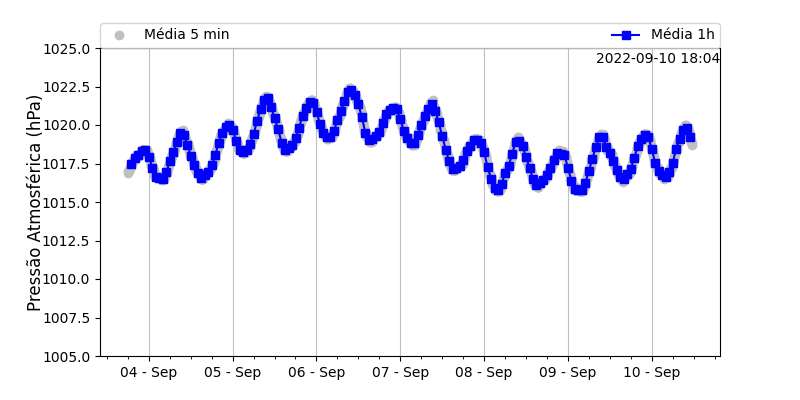 Média 5 min
Média 1h
2022-09-10 18:04
Pressão Atmosférica (hPa)
1025.0
1022.5
1020.0
1017.5
1015.0
1012.5
1010.0
1007.5
1005.0
04 - Sep
05 - Sep
06 - Sep
07 - Sep
08 - Sep
09 - Sep
10 - Sep